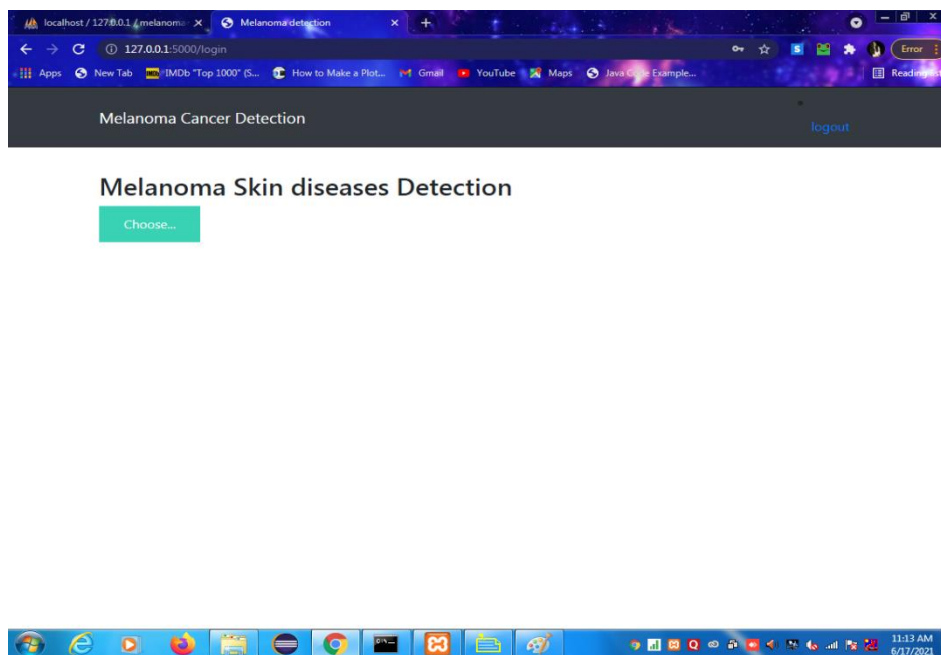 localhost / 127.0.0.1 / melanoma
Melanoma detection
127.0.0.1:5000/login
Error
Apps
New Tab
IMDb "Top 1000" (S...
How to Make a Plot...
Gmail
YouTube
Maps
Java Code Example...
Reading list
Melanoma Cancer Detection
logout
Melanoma Skin diseases Detection
Choose...
11:13 AM
6/17/2021